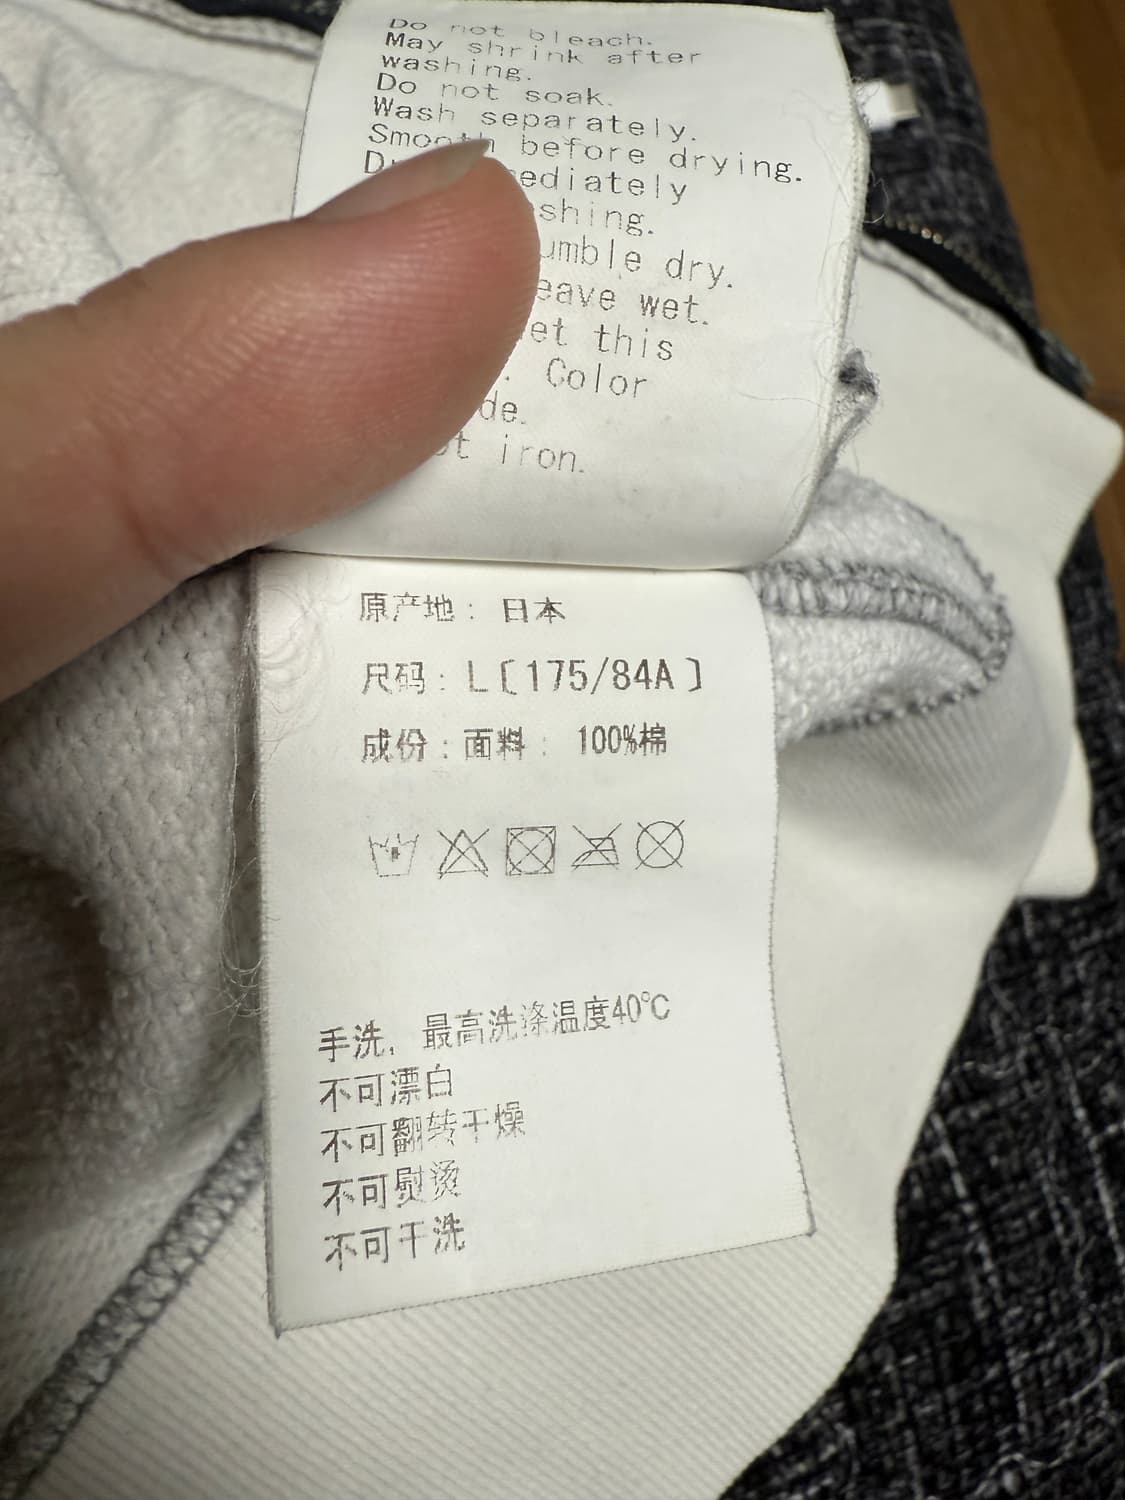 Do not bleach.
May shrink after
washing.
Do not soak.
Wash separately.
Smooth before drying.
ediately
shing.
umble dry.
eave wet.
et this
. Color
de.
t iron.
原产地： 日本
尺码：L〔175/84A〕
成份：面料： 100%棉
手洗，最高洗涤温度40℃
不可漂白
不可翻转干燥
不可熨烫
不可干洗